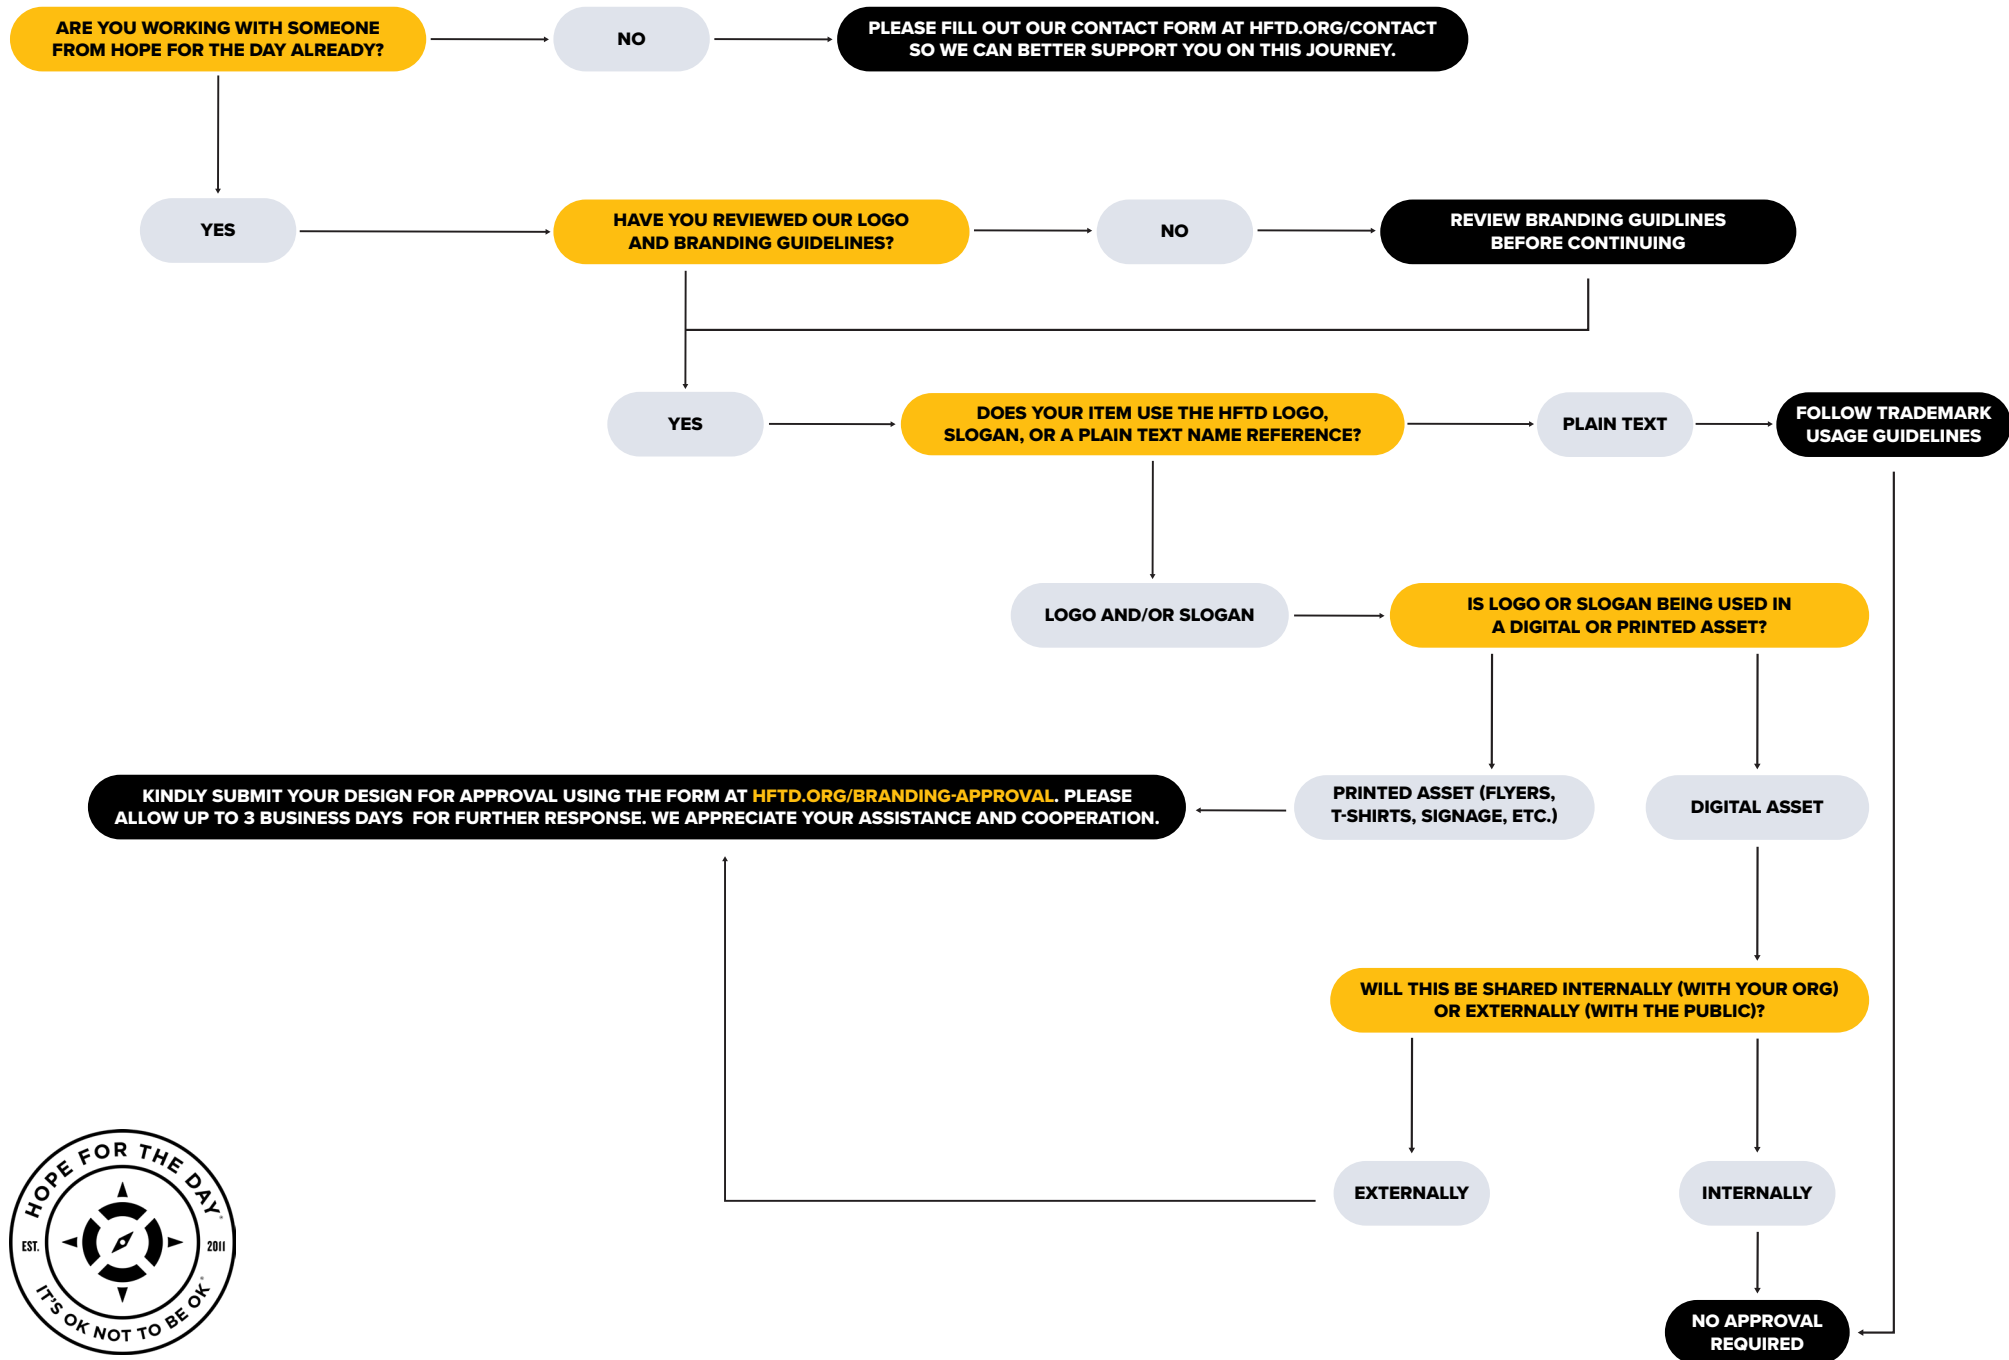 ARE YOU WORKING WITH SOMEONE
FROM HOPE FOR THE DAY ALREADY?
NO
PLEASE FILL OUT OUR CONTACT FORM AT HFTD.ORG/CONTACT
SO WE CAN BETTER SUPPORT YOU ON THIS JOURNEY.
YES
HAVE YOU REVIEWED OUR LOGO
AND BRANDING GUIDELINES?
NO
REVIEW BRANDING GUIDLINES
BEFORE CONTINUING
YES
DOES YOUR ITEM USE THE HFTD LOGO,
SLOGAN, OR A PLAIN TEXT NAME REFERENCE?
PLAIN TEXT
FOLLOW TRADEMARK
USAGE GUIDELINES
LOGO AND/OR SLOGAN
IS LOGO OR SLOGAN BEING USED IN
A DIGITAL OR PRINTED ASSET?
KINDLY SUBMIT YOUR DESIGN FOR APPROVAL USING THE FORM AT HFTD.ORG/BRANDING-APPROVAL. PLEASE
ALLOW UP TO 3 BUSINESS DAYS FOR FURTHER RESPONSE. WE APPRECIATE YOUR ASSISTANCE AND COOPERATION.
PRINTED ASSET (FLYERS,
T-SHIRTS, SIGNAGE, ETC.)
DIGITAL ASSET
WILL THIS BE SHARED INTERNALLY (WITH YOUR ORG)
OR EXTERNALLY (WITH THE PUBLIC)?
EXTERNALLY
INTERNALLY
NO APPROVAL
REQUIRED
HOPE FOR THE DAY
EST. 2011
IT'S OK NOT TO BE OK